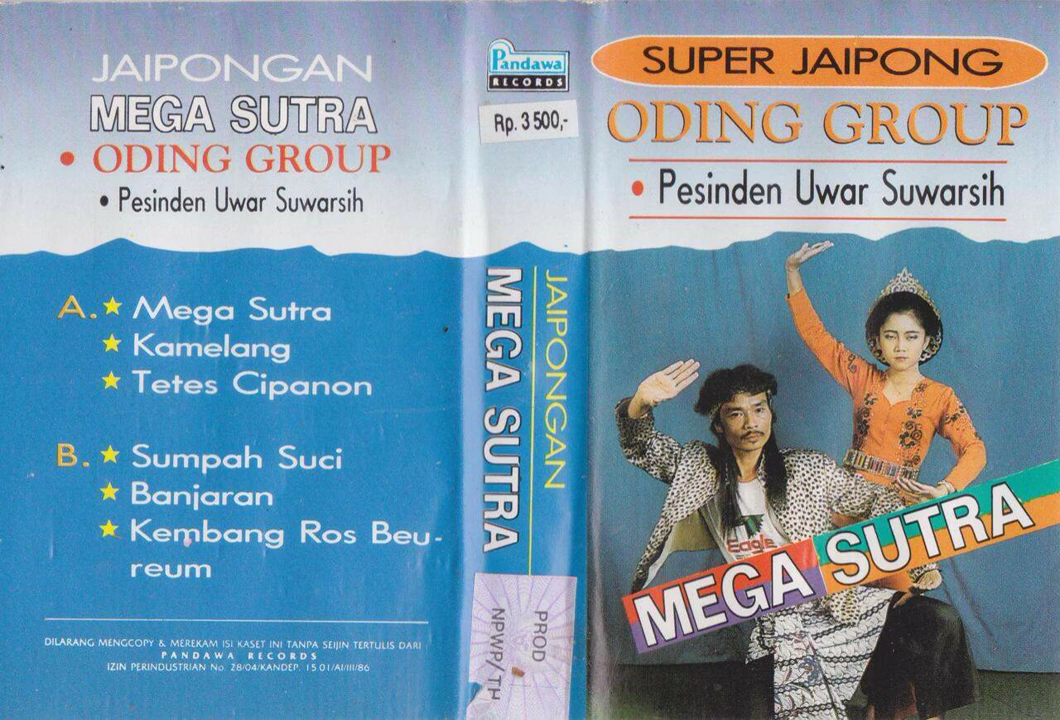 JAIPONGAN
MEGA SUTRA
• ODING GROUP
• Pesinden Uwar Suwarsih
A. ★ Mega Sutra
★ Kamelang
★ Tetes Cipanon
B. ★ Sumpah Suci
★ Banjaran
★ Kembang Ros Beu-
reum
DILARANG MENGCOPY & MEREKAM ISI KASET INI TANPA SEIJIN TERTULIS DARI
PANDAWA RECORDS
IZIN PERINDUSTRIAN No. 28/04/KANDEP. 15 01/AI/III/86
Pandawa
RECORDS
Rp. 3 500,-
JAIPONGAN
MEGA SUTRA
PROD
NPWP/TH
SUPER JAIPONG
ODING GROUP
• Pesinden Uwar Suwarsih
Eagle
MEGA SUTRA